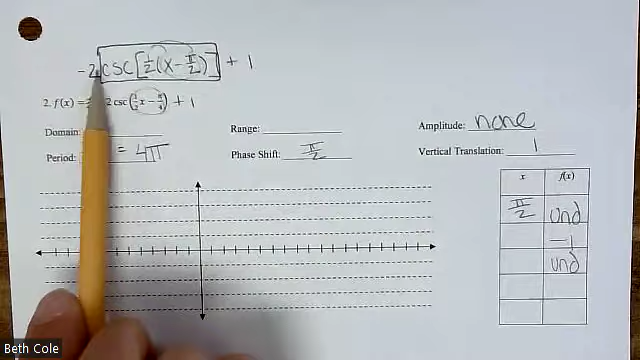 -2 csc[1/2(x - π/2)] + 1
2. f(x) = 2 csc(1/2 x - π/4) + 1
Domain: Range: Amplitude: none
Period: = 4π Phase Shift: π/2 Vertical Translation: 1
x f(x)
π/2 und
-1
und
Beth Cole